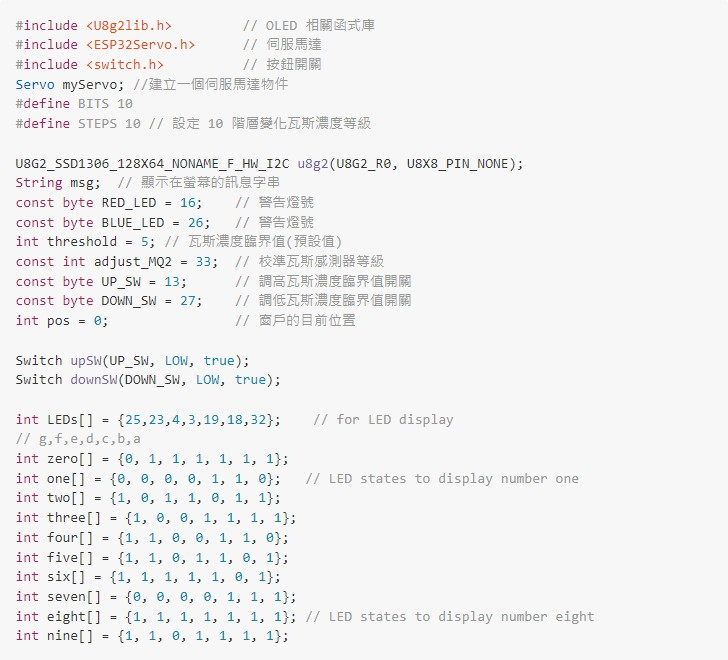 #include <U8g2lib.h>         // OLED 相關函式庫
#include <ESP32Servo.h>      // 伺服馬達
#include <switch.h>          // 按鈕開關
Servo myServo; //建立一個伺服馬達物件
#define BITS 10
#define STEPS 10 // 設定 10 階層變化瓦斯濃度等級

U8G2_SSD1306_128X64_NONAME_F_HW_I2C u8g2(U8G2_R0, U8X8_PIN_NONE);
String msg;  // 顯示在螢幕的訊息字串
const byte RED_LED = 16;    // 警告燈號
const byte BLUE_LED = 26;   // 警告燈號
int threshold = 5; // 瓦斯濃度臨界值(預設值)
const int adjust_MQ2 = 33;  // 校準瓦斯感測器等級
const byte UP_SW = 13;      // 調高瓦斯濃度臨界值開關
const byte DOWN_SW = 27;    // 調低瓦斯濃度臨界值開關
int pos = 0;                // 窗戶的目前位置

Switch upSW(UP_SW, LOW, true);
Switch downSW(DOWN_SW, LOW, true);

int LEDs[] = {25,23,4,3,19,18,32};    // for LED display
// g,f,e,d,c,b,a
int zero[] = {0, 1, 1, 1, 1, 1, 1};
int one[] = {0, 0, 0, 0, 1, 1, 0};   // LED states to display number one
int two[] = {1, 0, 1, 1, 0, 1, 1};
int three[] = {1, 0, 0, 1, 1, 1, 1};
int four[] = {1, 1, 0, 0, 1, 1, 0};
int five[] = {1, 1, 0, 1, 1, 0, 1};
int six[] = {1, 1, 1, 1, 1, 0, 1};
int seven[] = {0, 0, 0, 0, 1, 1, 1};
int eight[] = {1, 1, 1, 1, 1, 1, 1}; // LED states to display number eight
int nine[] = {1, 1, 0, 1, 1, 1, 1};